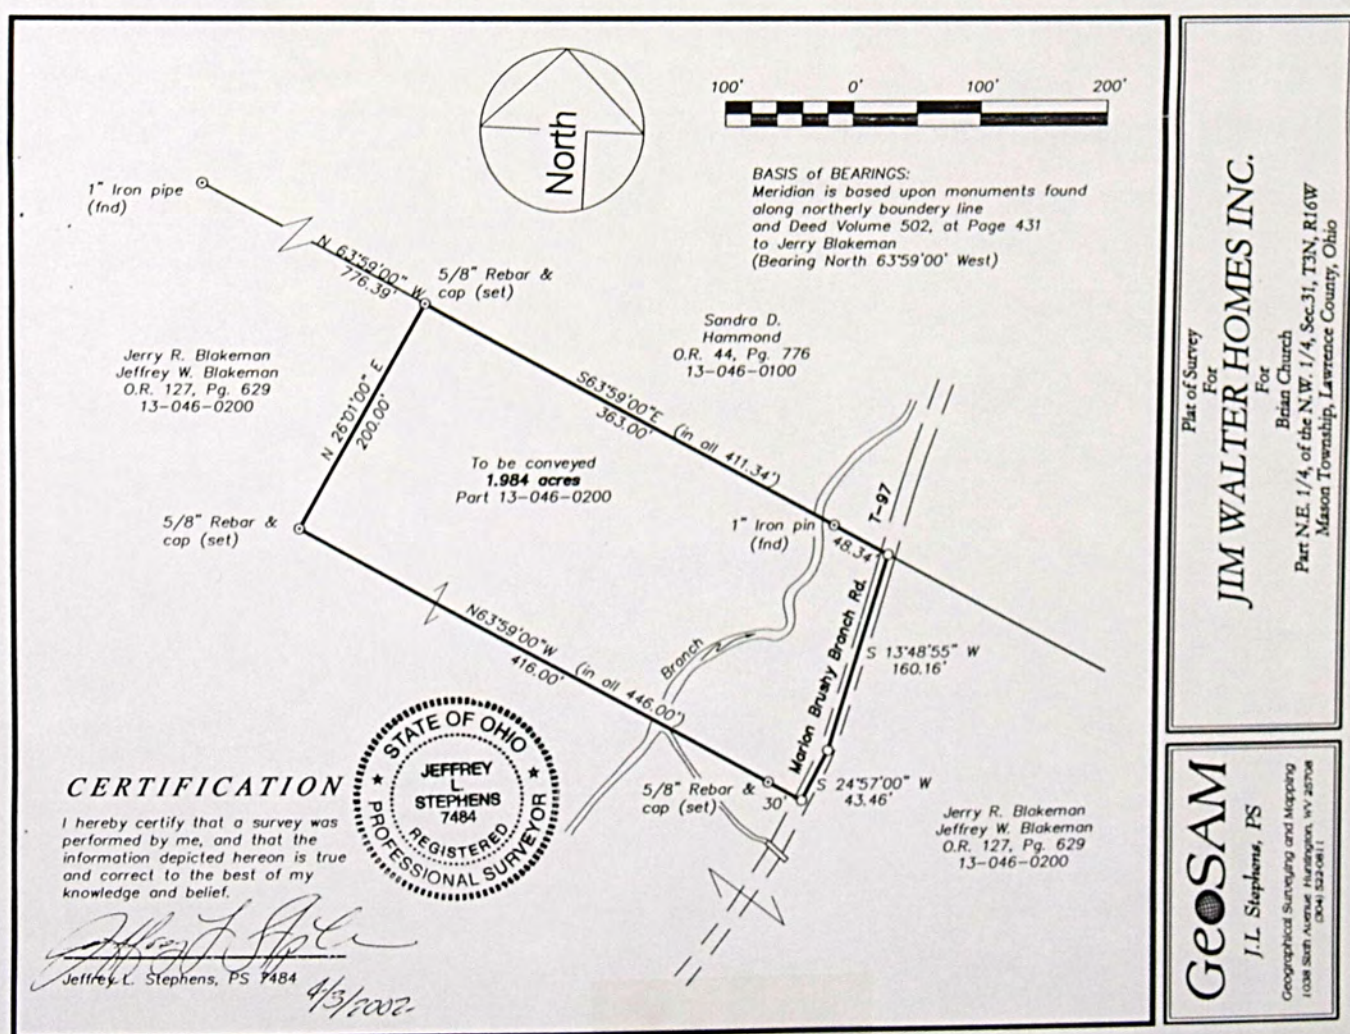 North
100' 0' 100' 200'
BASIS of BEARINGS:
Meridian is based upon monuments found
along northerly boundery line
and Deed Volume 502, at Page 431
to Jerry Blakeman
(Bearing North 63°59'00' West)
1" Iron pipe
(fnd)
N 63°59'00" W
776.39'
5/8" Rebar &
cap (set)
Sandra D.
Hammond
O.R. 44, Pg. 776
13-046-0100
Jerry R. Blakeman
Jeffrey W. Blakeman
O.R. 127, Pg. 629
13-046-0200
N 26°01'00" E
200.00'
S63°59'00"E (in all 411.34')
363.00'
To be conveyed
1.984 acres
Part 13-046-0200
T-97
1" Iron pin
(fnd)
48.34'
5/8" Rebar &
cap (set)
N63°59'00"W (in all 446.00')
416.00'
Branch
Marion Brushy Branch Rd.
S 13°48'55" W
160.16'
5/8" Rebar &
cap (set)
30'
S 24°57'00" W
43.46'
Jerry R. Blakeman
Jeffrey W. Blakeman
O.R. 127, Pg. 629
13-046-0200
CERTIFICATION
I hereby certify that a survey was
performed by me, and that the
information depicted hereon is true
and correct to the best of my
knowledge and belief.
Jeffrey L. Stephens, PS 7484
4/3/2002
STATE OF OHIO
JEFFREY
L.
STEPHENS
7484
REGISTERED
PROFESSIONAL SURVEYOR
Plat of Survey
For
JIM WALTER HOMES INC.
For
Brian Church
Part N.E. 1/4, of the N.W. 1/4, Sec.31, T3N, R16W
Mason Township, Lawrence County, Ohio
GeoSAM
J.L. Stephens, PS
Geographical Surveying and Mapping
1038 Sixth Avenue Huntington, WV 25708
(304) 522-0811